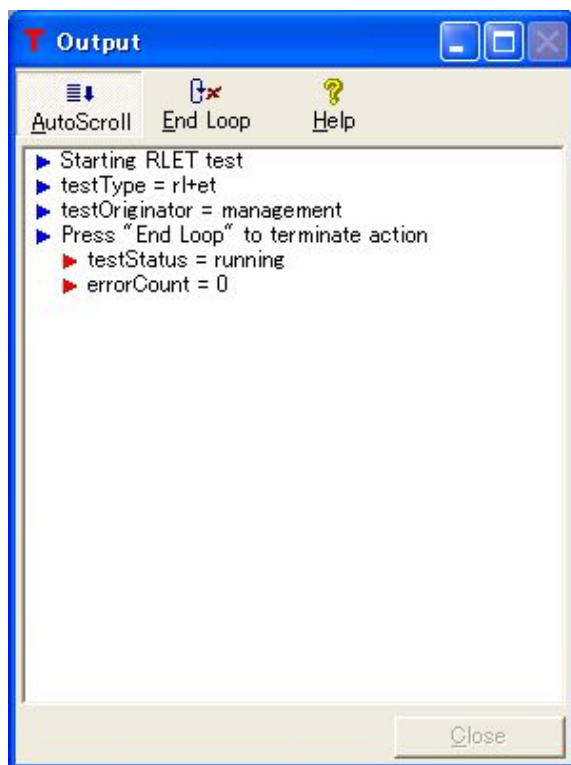 T Output
AutoScroll End Loop Help
Starting RLET test
testType = rl+et
testOriginator = management
Press "End Loop" to terminate action
testStatus = running
errorCount = 0
Close